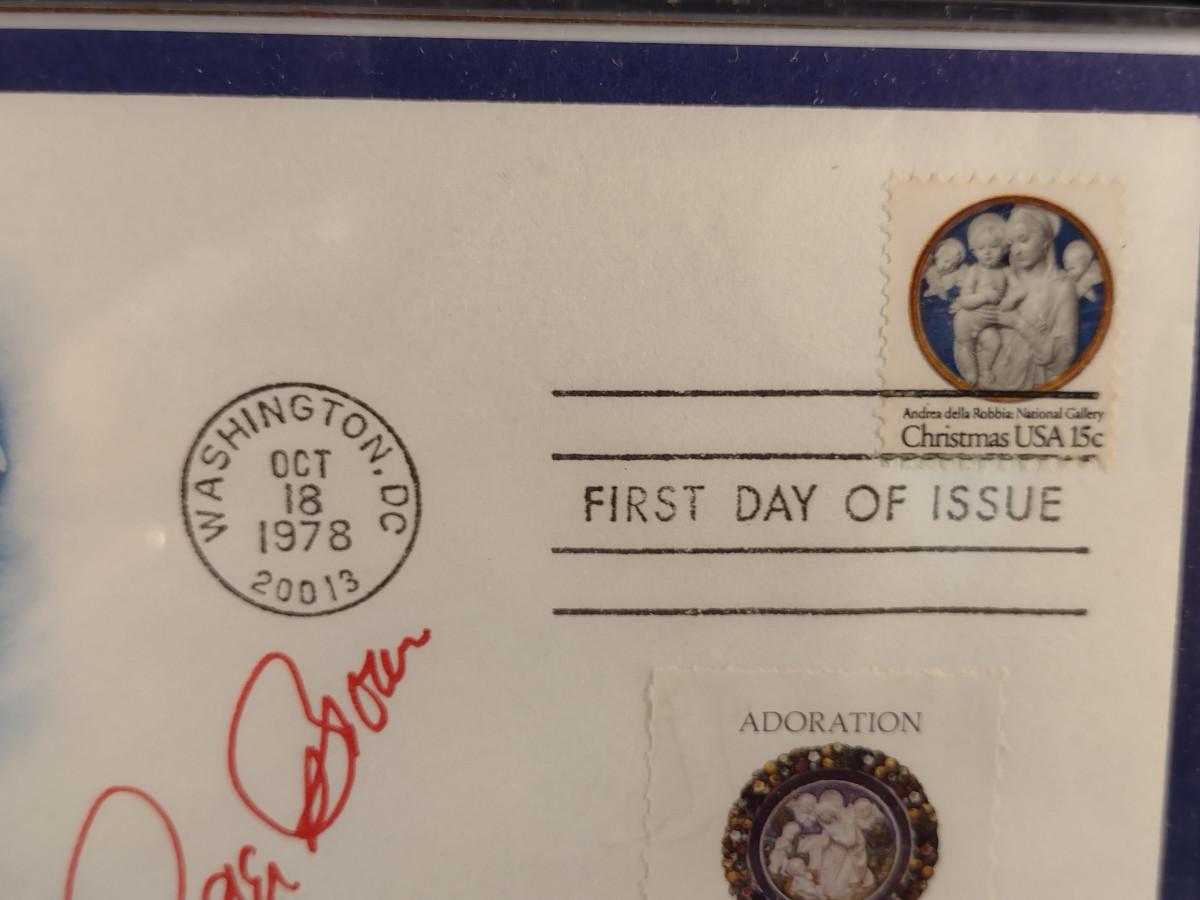 Andrea della Robbia: National Gallery
Christmas USA 15c
WASHINGTON, DC
OCT
18
1978
20013
FIRST DAY OF ISSUE
ADORATION